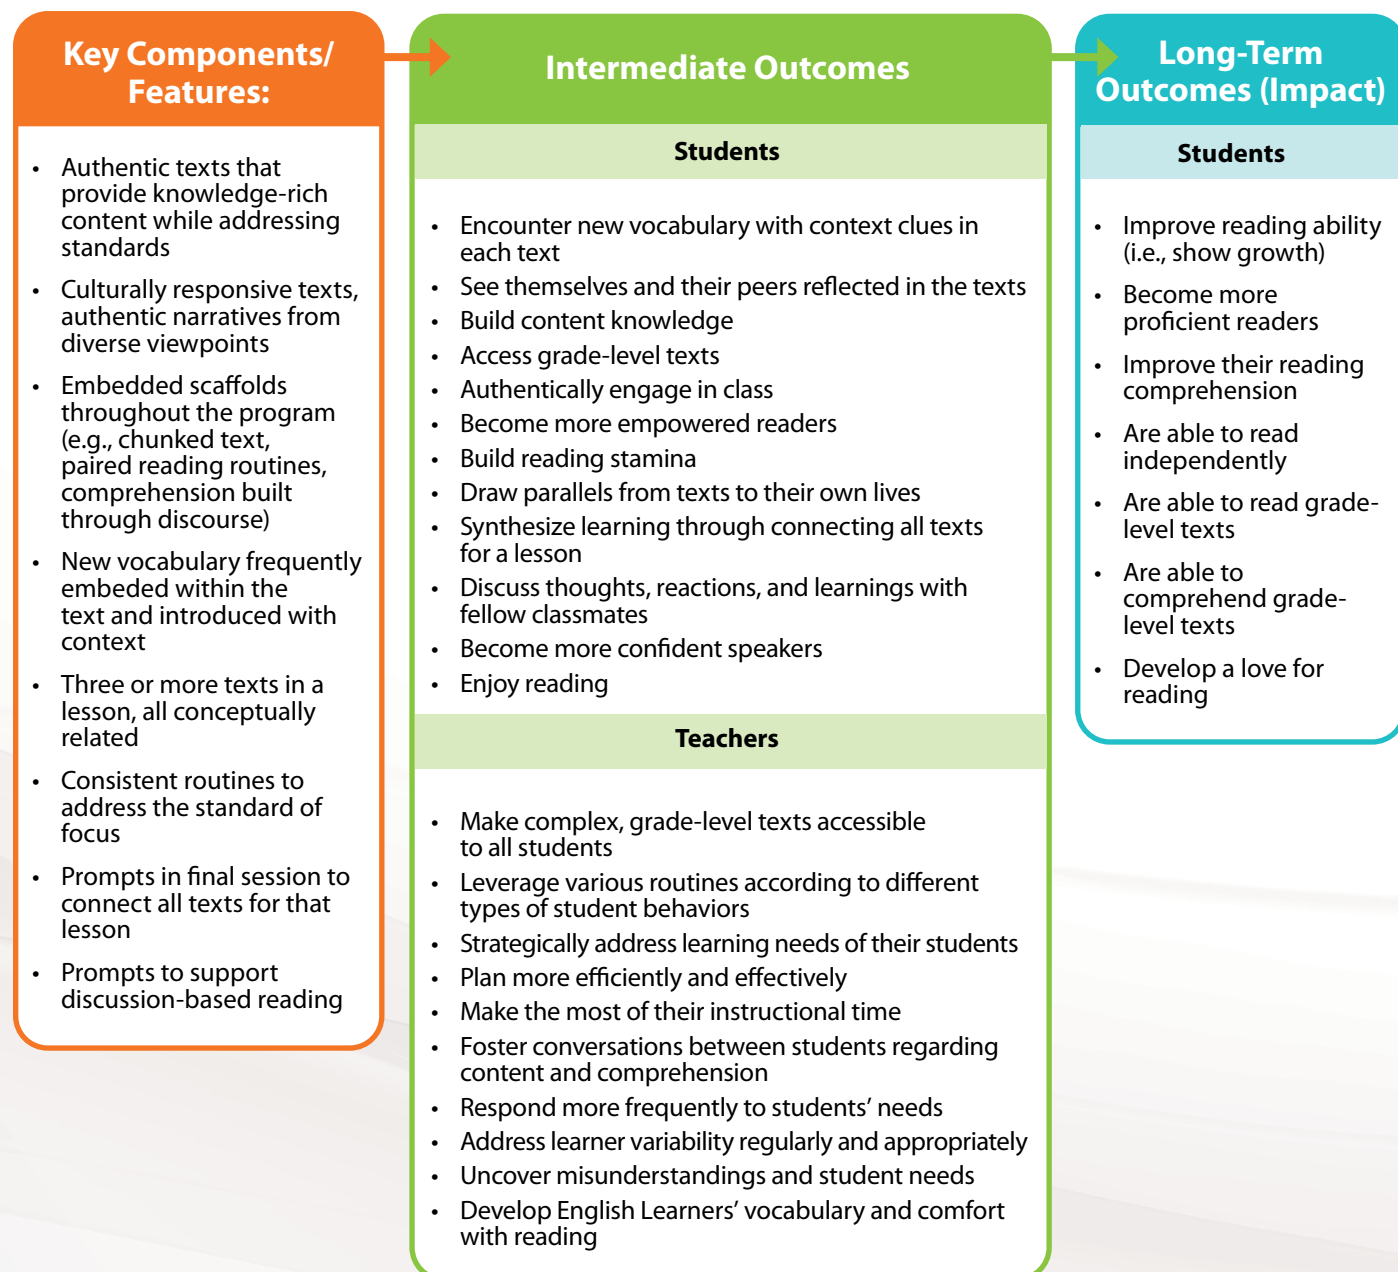 Key Components/
Features:
• Authentic texts that
provide knowledge-rich
content while addressing
standards
• Culturally responsive texts,
authentic narratives from
diverse viewpoints
• Embedded scaffolds
throughout the program
(e.g., chunked text,
paired reading routines,
comprehension built
through discourse)
• New vocabulary frequently
embeded within the
text and introduced with
context
• Three or more texts in a
lesson, all conceptually
related
• Consistent routines to
address the standard of
focus
• Prompts in final session to
connect all texts for that
lesson
• Prompts to support
discussion-based reading
Intermediate Outcomes
Students
• Encounter new vocabulary with context clues in
each text
• See themselves and their peers reflected in the texts
• Build content knowledge
• Access grade-level texts
• Authentically engage in class
• Become more empowered readers
• Build reading stamina
• Draw parallels from texts to their own lives
• Synthesize learning through connecting all texts
for a lesson
• Discuss thoughts, reactions, and learnings with
fellow classmates
• Become more confident speakers
• Enjoy reading
Teachers
• Make complex, grade-level texts accessible
to all students
• Leverage various routines according to different
types of student behaviors
• Strategically address learning needs of their students
• Plan more efficiently and effectively
• Make the most of their instructional time
• Foster conversations between students regarding
content and comprehension
• Respond more frequently to students’ needs
• Address learner variability regularly and appropriately
• Uncover misunderstandings and student needs
• Develop English Learners’ vocabulary and comfort
with reading
Long-Term
Outcomes (Impact)
Students
• Improve reading ability
(i.e., show growth)
• Become more
proficient readers
• Improve their reading
comprehension
• Are able to read
independently
• Are able to read grade-
level texts
• Are able to
comprehend grade-
level texts
• Develop a love for
reading